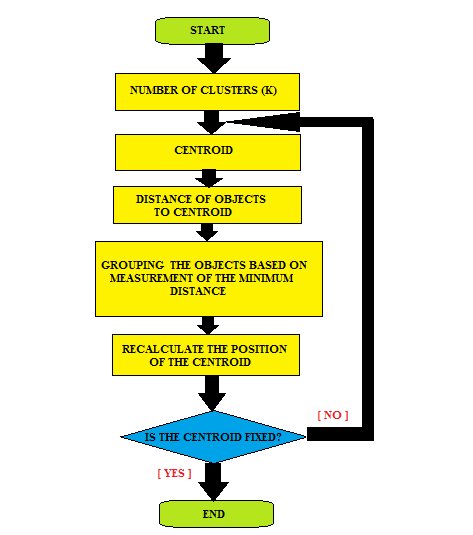 START
NUMBER OF CLUSTERS (K)
CENTROID
DISTANCE OF OBJECTS
TO CENTROID
GROUPING THE OBJECTS BASED ON
MEASUREMENT OF THE MINIMUM
DISTANCE
RECALCULATE THE POSITION
OF THE CENTROID
[ NO ]
IS THE CENTROID FIXED?
[ YES ]
END